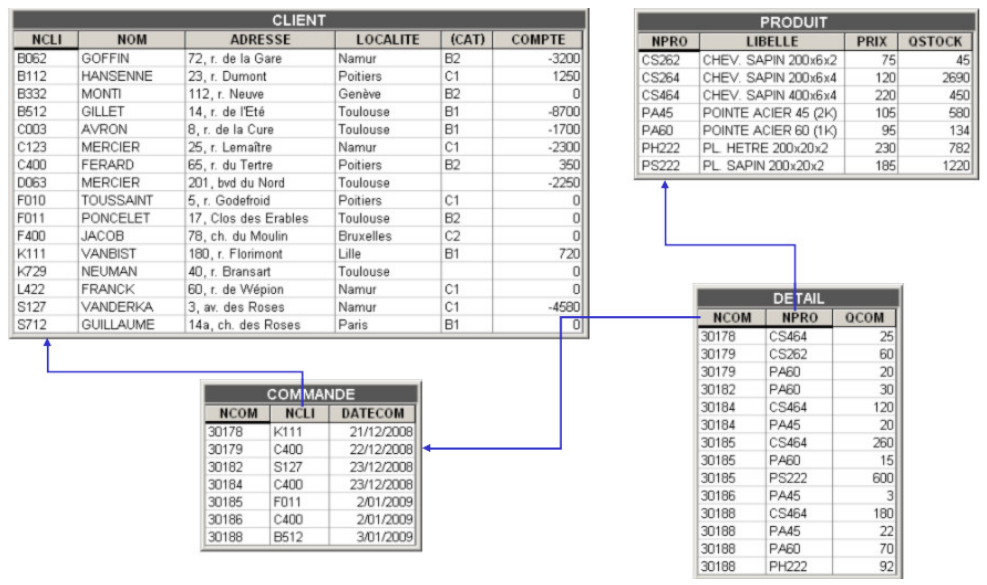 CLIENT
NCLI NOM ADRESSE LOCALITE (CAT) COMPTE
B062 GOFFIN 72, r. de la Gare Namur B2 -3200
B112 HANSENNE 23, r. Dumont Poitiers C1 1250
B332 MONTI 112, r. Neuve Genève B2 0
B512 GILLET 14, r. de l'Eté Toulouse B1 -8700
C003 AVRON 8, r. de la Cure Toulouse B1 -1700
C123 MERCIER 25, r. Lemaître Namur C1 -2300
C400 FERARD 65, r. du Tertre Poitiers B2 350
D063 MERCIER 201, bvd du Nord Toulouse -2250
F010 TOUSSAINT 5, r. Godefroid Poitiers C1 0
F011 PONCELET 17, Clos des Erables Toulouse B2 0
F400 JACOB 78, ch. du Moulin Bruxelles C2 0
K111 VANBIST 180, r. Florimont Lille B1 720
K729 NEUMAN 40, r. Bransart Toulouse 0
L422 FRANCK 60, r. de Wépion Namur C1 0
S127 VANDERKA 3, av. des Roses Namur C1 -4580
S712 GUILLAUME 14a, ch. des Roses Paris B1 0
PRODUIT
NPRO LIBELLE PRIX QSTOCK
CS262 CHEV. SAPIN 200x6x2 75 45
CS264 CHEV. SAPIN 200x6x4 120 2690
CS464 CHEV. SAPIN 400x6x4 220 450
PA45 POINTE ACIER 45 (2K) 105 580
PA60 POINTE ACIER 60 (1K) 95 134
PH222 PL. HETRE 200x20x2 230 782
PS222 PL. SAPIN 200x20x2 185 1220
COMMANDE
NCOM NCLI DATECOM
30178 K111 21/12/2008
30179 C400 22/12/2008
30182 S127 23/12/2008
30184 C400 23/12/2008
30185 F011 2/01/2009
30186 C400 2/01/2009
30188 B512 3/01/2009
DETAIL
NCOM NPRO QCOM
30178 CS464 25
30179 CS262 60
30179 PA60 20
30182 PA60 30
30184 CS464 120
30184 PA45 20
30185 CS464 260
30185 PA60 15
30185 PS222 600
30186 PA45 3
30188 CS464 180
30188 PA45 22
30188 PA60 70
30188 PH222 92